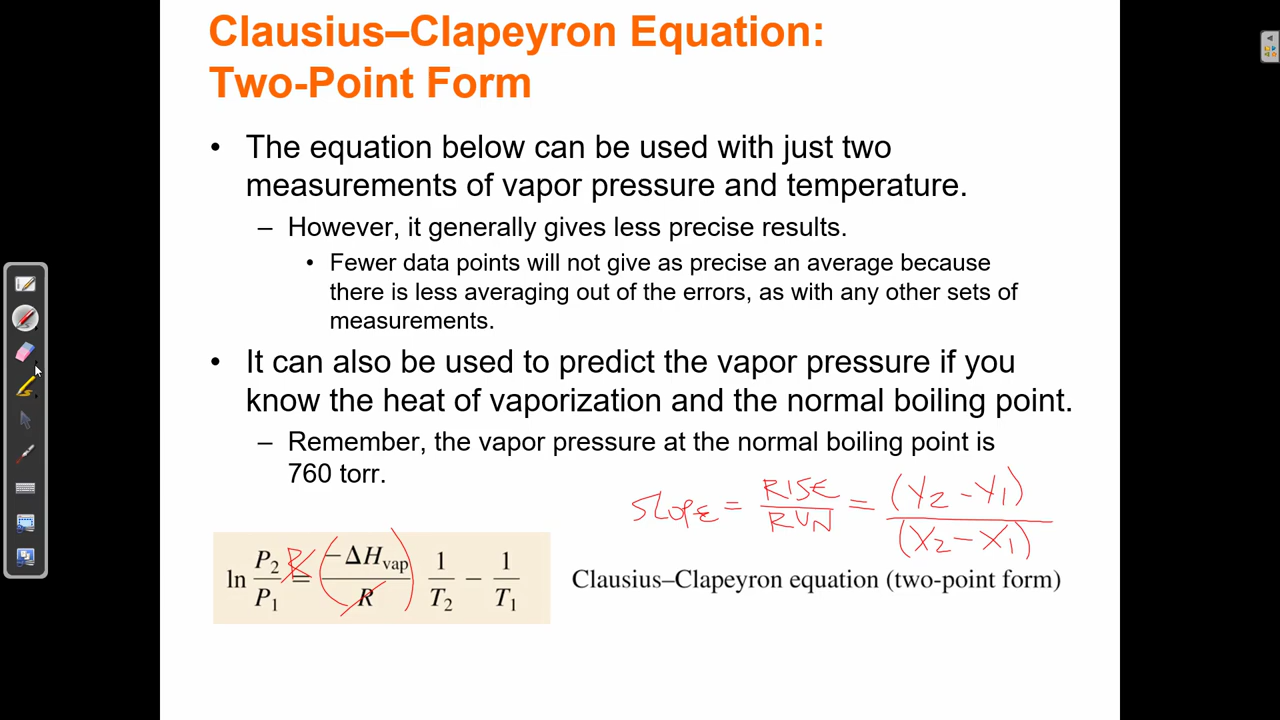 Clausius–Clapeyron Equation:
Two-Point Form
• The equation below can be used with just two
measurements of vapor pressure and temperature.
– However, it generally gives less precise results.
• Fewer data points will not give as precise an average because
there is less averaging out of the errors, as with any other sets of
measurements.
• It can also be used to predict the vapor pressure if you
know the heat of vaporization and the normal boiling point.
– Remember, the vapor pressure at the normal boiling point is
760 torr.
SLOPE = RISE/RUN = (Y2 - Y1)/(X2 - X1)
ln P2/P1 R = (-ΔHvap/R) 1/T2 − 1/T1
Clausius–Clapeyron equation (two-point form)